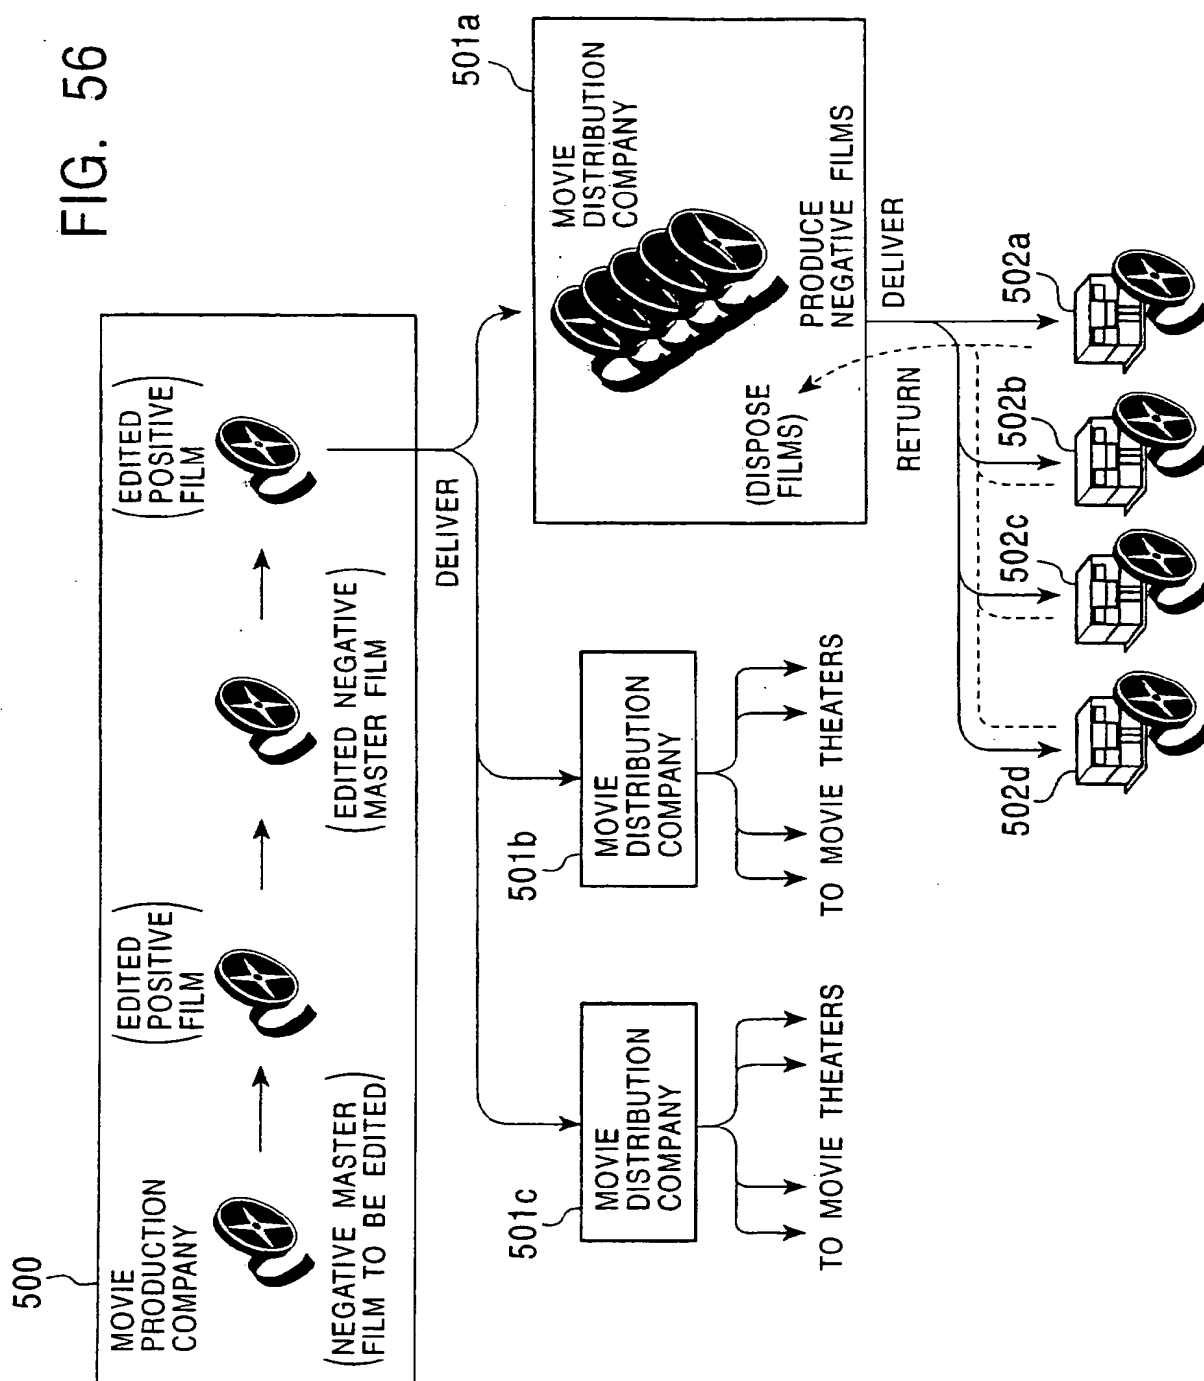 FIG. 56
500
MOVIE
PRODUCTION
COMPANY
(NEGATIVE MASTER
FILM TO BE EDITED)
(EDITED
POSITIVE
FILM)
(EDITED NEGATIVE
MASTER FILM)
(EDITED
POSITIVE
FILM)
DELIVER
501c
MOVIE
DISTRIBUTION
COMPANY
TO MOVIE THEATERS
501b
MOVIE
DISTRIBUTION
COMPANY
TO MOVIE THEATERS
501a
MOVIE
DISTRIBUTION
COMPANY
PRODUCE
NEGATIVE FILMS
(DISPOSE
FILMS)
RETURN
DELIVER
502d
502c
502b
502a